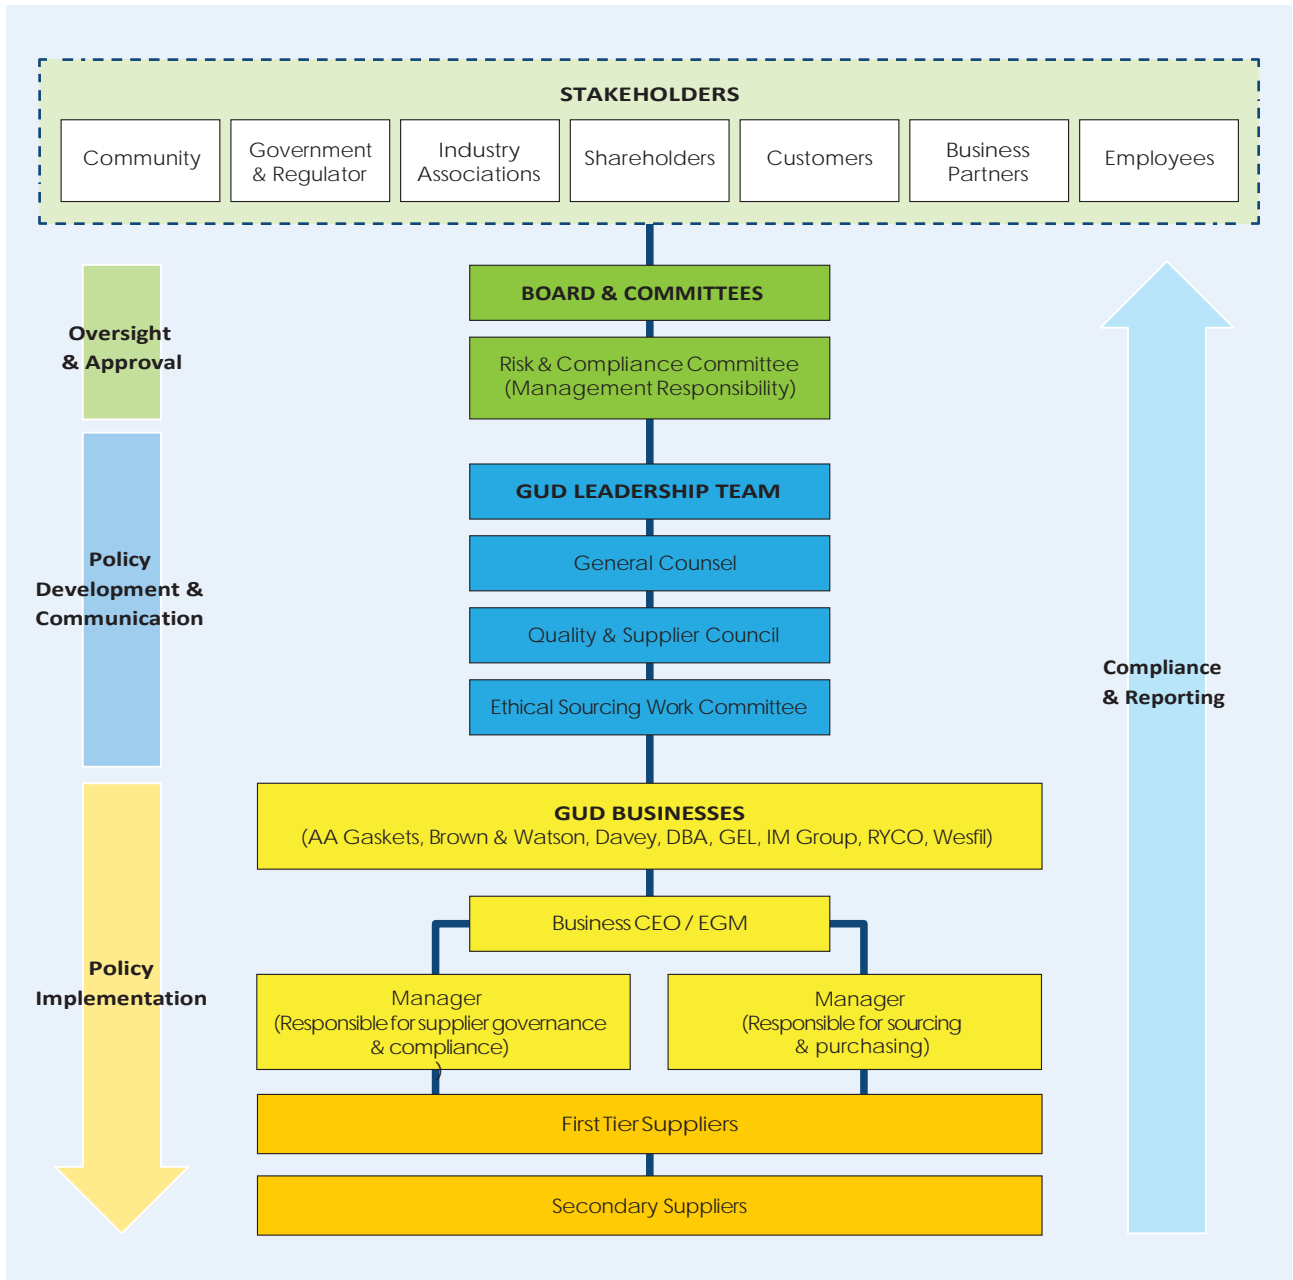 STAKEHOLDERS
Community
Government
& Regulator
Industry
Associations
Shareholders
Customers
Business
Partners
Employees
BOARD & COMMITTEES
Oversight
& Approval
Risk & Compliance Committee
(Management Responsibility)
GUD LEADERSHIP TEAM
General Counsel
Policy
Development &
Communication
Quality & Supplier Council
Ethical Sourcing Work Committee
Compliance
& Reporting
GUD BUSINESSES
(AA Gaskets, Brown & Watson, Davey, DBA, GEL, IM Group, RYCO, Wesfil)
Business CEO / EGM
Policy
Implementation
Manager
(Responsible for supplier governance
& compliance)
)
Manager
(Responsible for sourcing
& purchasing)
First Tier Suppliers
Secondary Suppliers